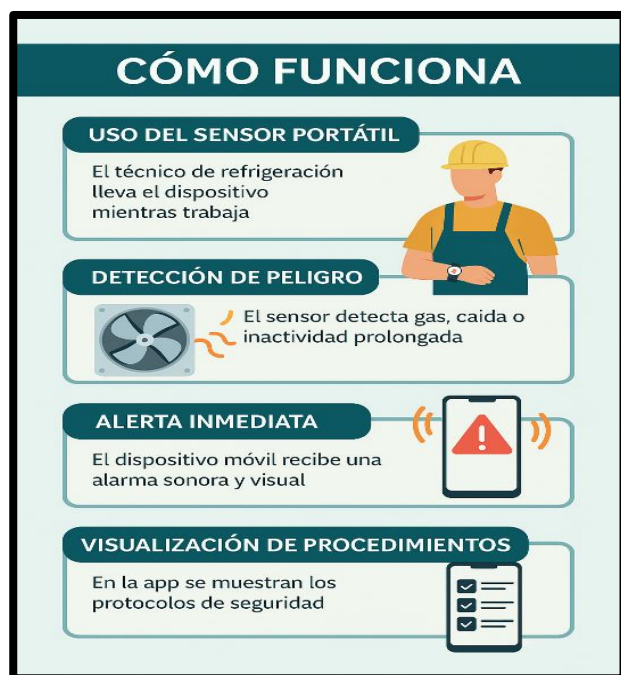 CÓMO FUNCIONA
USO DEL SENSOR PORTÁTIL
El técnico de refrigeración
lleva el dispositivo
mientras trabaja
DETECCIÓN DE PELIGRO
El sensor detecta gas, caida o
inactividad prolongada
ALERTA INMEDIATA
El dispositivo móvil recibe una
alarma sonora y visual
VISUALIZACIÓN DE PROCEDIMIENTOS
En la app se muestran los
protocolos de seguridad